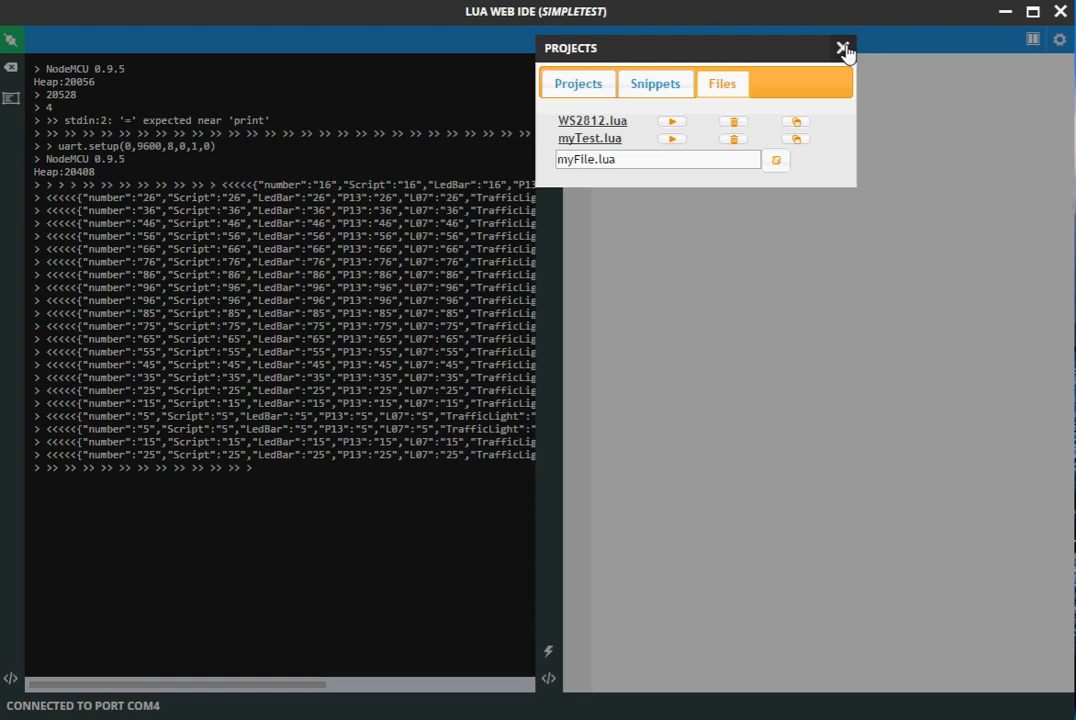 LUA WEB IDE (SIMPLETEST)
PROJECTS
Projects Snippets Files
WS2812.lua
myTest.lua
myFile.lua
> NodeMCU 0.9.5
Heap:20056
> 20528
> 4
> >> stdin:2: '=' expected near 'print'
> >> >> >> >> >> >> >> >> >> >> >> >> >> >> >> >> >> >> >> >> >> >> >> >> >> >> >>
> > uart.setup(0,9600,8,0,1,0)
> NodeMCU 0.9.5
Heap:20408
> > > > >> >> >> >> >> >> >> > <<<<<{"number":"16","Script":"16","LedBar":"16","P13
> <<<<<{"number":"26","Script":"26","LedBar":"26","P13":"26","L07":"26","TrafficLig
> <<<<<{"number":"36","Script":"36","LedBar":"36","P13":"36","L07":"36","TrafficLig
> <<<<<{"number":"46","Script":"46","LedBar":"46","P13":"46","L07":"46","TrafficLig
> <<<<<{"number":"56","Script":"56","LedBar":"56","P13":"56","L07":"56","TrafficLig
> <<<<<{"number":"66","Script":"66","LedBar":"66","P13":"66","L07":"66","TrafficLig
> <<<<<{"number":"76","Script":"76","LedBar":"76","P13":"76","L07":"76","TrafficLig
> <<<<<{"number":"86","Script":"86","LedBar":"86","P13":"86","L07":"86","TrafficLig
> <<<<<{"number":"96","Script":"96","LedBar":"96","P13":"96","L07":"96","TrafficLig
> <<<<<{"number":"96","Script":"96","LedBar":"96","P13":"96","L07":"96","TrafficLig
> <<<<<{"number":"85","Script":"85","LedBar":"85","P13":"85","L07":"85","TrafficLig
> <<<<<{"number":"75","Script":"75","LedBar":"75","P13":"75","L07":"75","TrafficLig
> <<<<<{"number":"65","Script":"65","LedBar":"65","P13":"65","L07":"65","TrafficLig
> <<<<<{"number":"55","Script":"55","LedBar":"55","P13":"55","L07":"55","TrafficLig
> <<<<<{"number":"45","Script":"45","LedBar":"45","P13":"45","L07":"45","TrafficLig
> <<<<<{"number":"35","Script":"35","LedBar":"35","P13":"35","L07":"35","TrafficLig
> <<<<<{"number":"25","Script":"25","LedBar":"25","P13":"25","L07":"25","TrafficLig
> <<<<<{"number":"15","Script":"15","LedBar":"15","P13":"15","L07":"15","TrafficLig
> <<<<<{"number":"5","Script":"5","LedBar":"5","P13":"5","L07":"5","TrafficLight":"
> <<<<<{"number":"5","Script":"5","LedBar":"5","P13":"5","L07":"5","TrafficLight":"
> <<<<<{"number":"15","Script":"15","LedBar":"15","P13":"15","L07":"15","TrafficLig
> <<<<<{"number":"25","Script":"25","LedBar":"25","P13":"25","L07":"25","TrafficLig
> >> >> >> >> >> >> >> >> >> >> >> >
CONNECTED TO PORT COM4